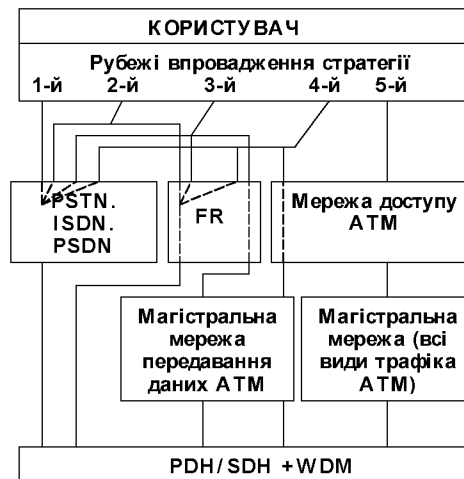 КОРИСТУВАЧ
Рубежі впровадження стратегії
1-й 2-й 3-й 4-й 5-й
PSTN.
ISDN.
PSDN
FR
Мережа доступу
АТМ
Магістральна
мережа
передавання
даних АТМ
Магістральна
мережа (всі
види трафіка
АТМ)
PDH/SDH +WDM